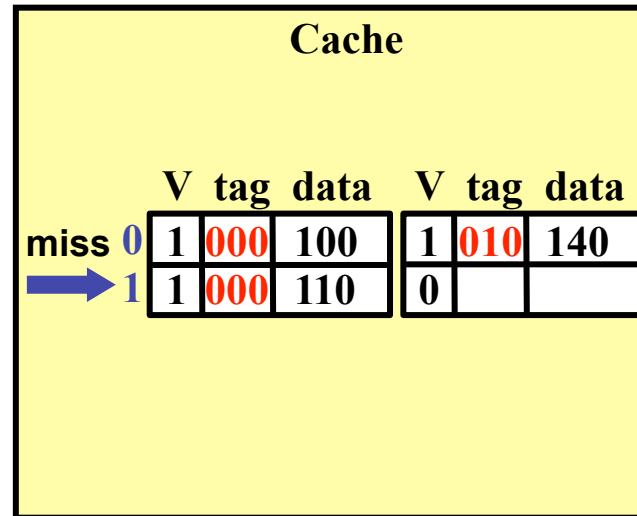 Cache
V tag data V tag data
miss 0 1 000 100 1 010 140
1 1 000 110 0